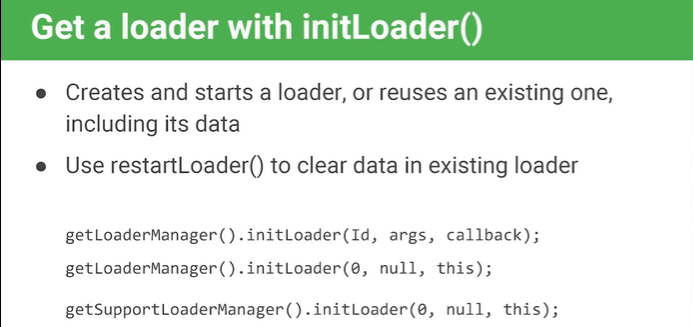 Get a loader with initLoader()
● Creates and starts a loader, or reuses an existing one,
including its data
● Use restartLoader() to clear data in existing loader
getLoaderManager().initLoader(Id, args, callback);
getLoaderManager().initLoader(0, null, this);
getSupportLoaderManager().initLoader(0, null, this);